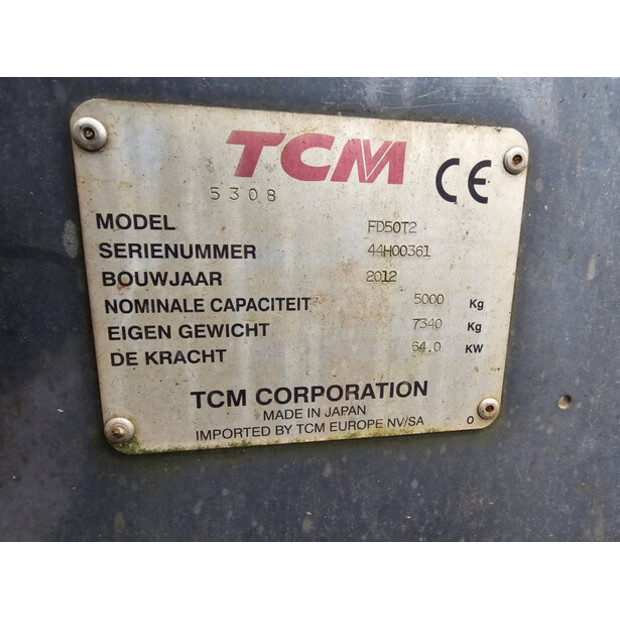 TCM
CE
5308
MODEL FD50T2
SERIENUMMER 44H00361
BOUWJAAR 2012
NOMINALE CAPACITEIT 5000 Kg
EIGEN GEWICHT 7340 Kg
DE KRACHT 64.0 KW
TCM CORPORATION
MADE IN JAPAN
IMPORTED BY TCM EUROPE NV/SA 0